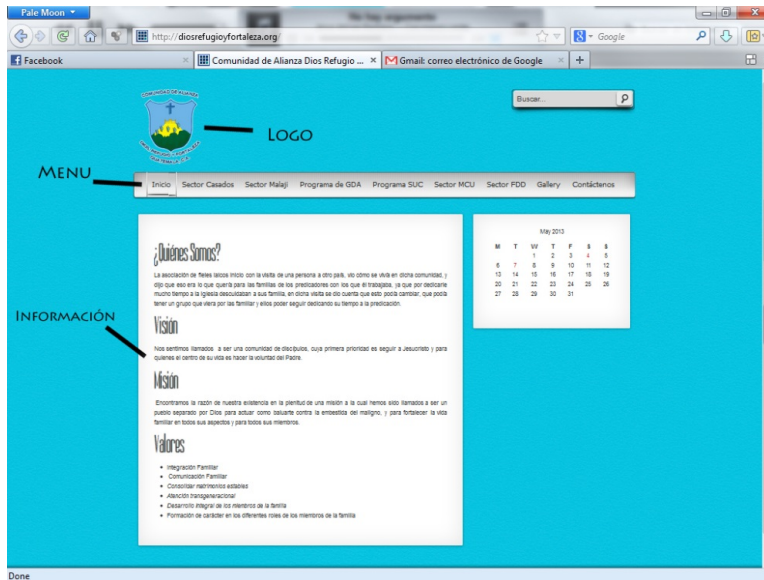 Pale Moon
No hay argumento
http://diosrefugioyfortaleza.org/
Google
Facebook
Comunidad de Alianza Dios Refugio ...
Gmail: correo electrónico de Google
COMUNIDAD DE ALIANZA
Buscar...
LOGO
MENU
Inicio Sector Casados Sector Malaji Programa de GDA Programa SUC Sector MCU Sector FDD Gallery Contáctenos
¿Quiénes Somos?
La asociación de fieles laicos inicio con la visita de una persona a otro país, vio cómo se vivía en dicha comunidad, y
dijo que eso era lo que quería para las familias de los predicadores con los que él trabajaba, ya que por dedicarle
mucho tiempo a la iglesia descuidaban a sus familia, en dicha visita se dio cuenta que esto podía cambiar, que podía
tener un grupo que viera por las familiar y ellos poder seguir dedicando su tiempo a la predicación.
INFORMACIÓN
Visión
Nos sentimos llamados a ser una comunidad de discípulos, cuya primera prioridad es seguir a Jesucristo y para
quienes el centro de su vida es hacer la voluntad del Padre.
Misión
Encontramos la razón de nuestra existencia en la plenitud de una misión a la cual hemos sido llamados a ser un
pueblo separado por Dios para actuar como baluarte contra la embestida del maligno, y para fortalecer la vida
familiar en todos sus aspectos y para todos sus miembros.
Valores
Integración Familiar
Comunicación Familiar
Consolidar matrimonios estables
Atención transgeneracional
Desarrollo integral de los miembros de la familia
Formación de carácter en los diferentes roles de los miembros de la familia
May 2013
M T W T F S S
1 2 3 4 5
6 7 8 9 10 11 12
13 14 15 16 17 18 19
20 21 22 23 24 25 26
27 28 29 30 31
Done